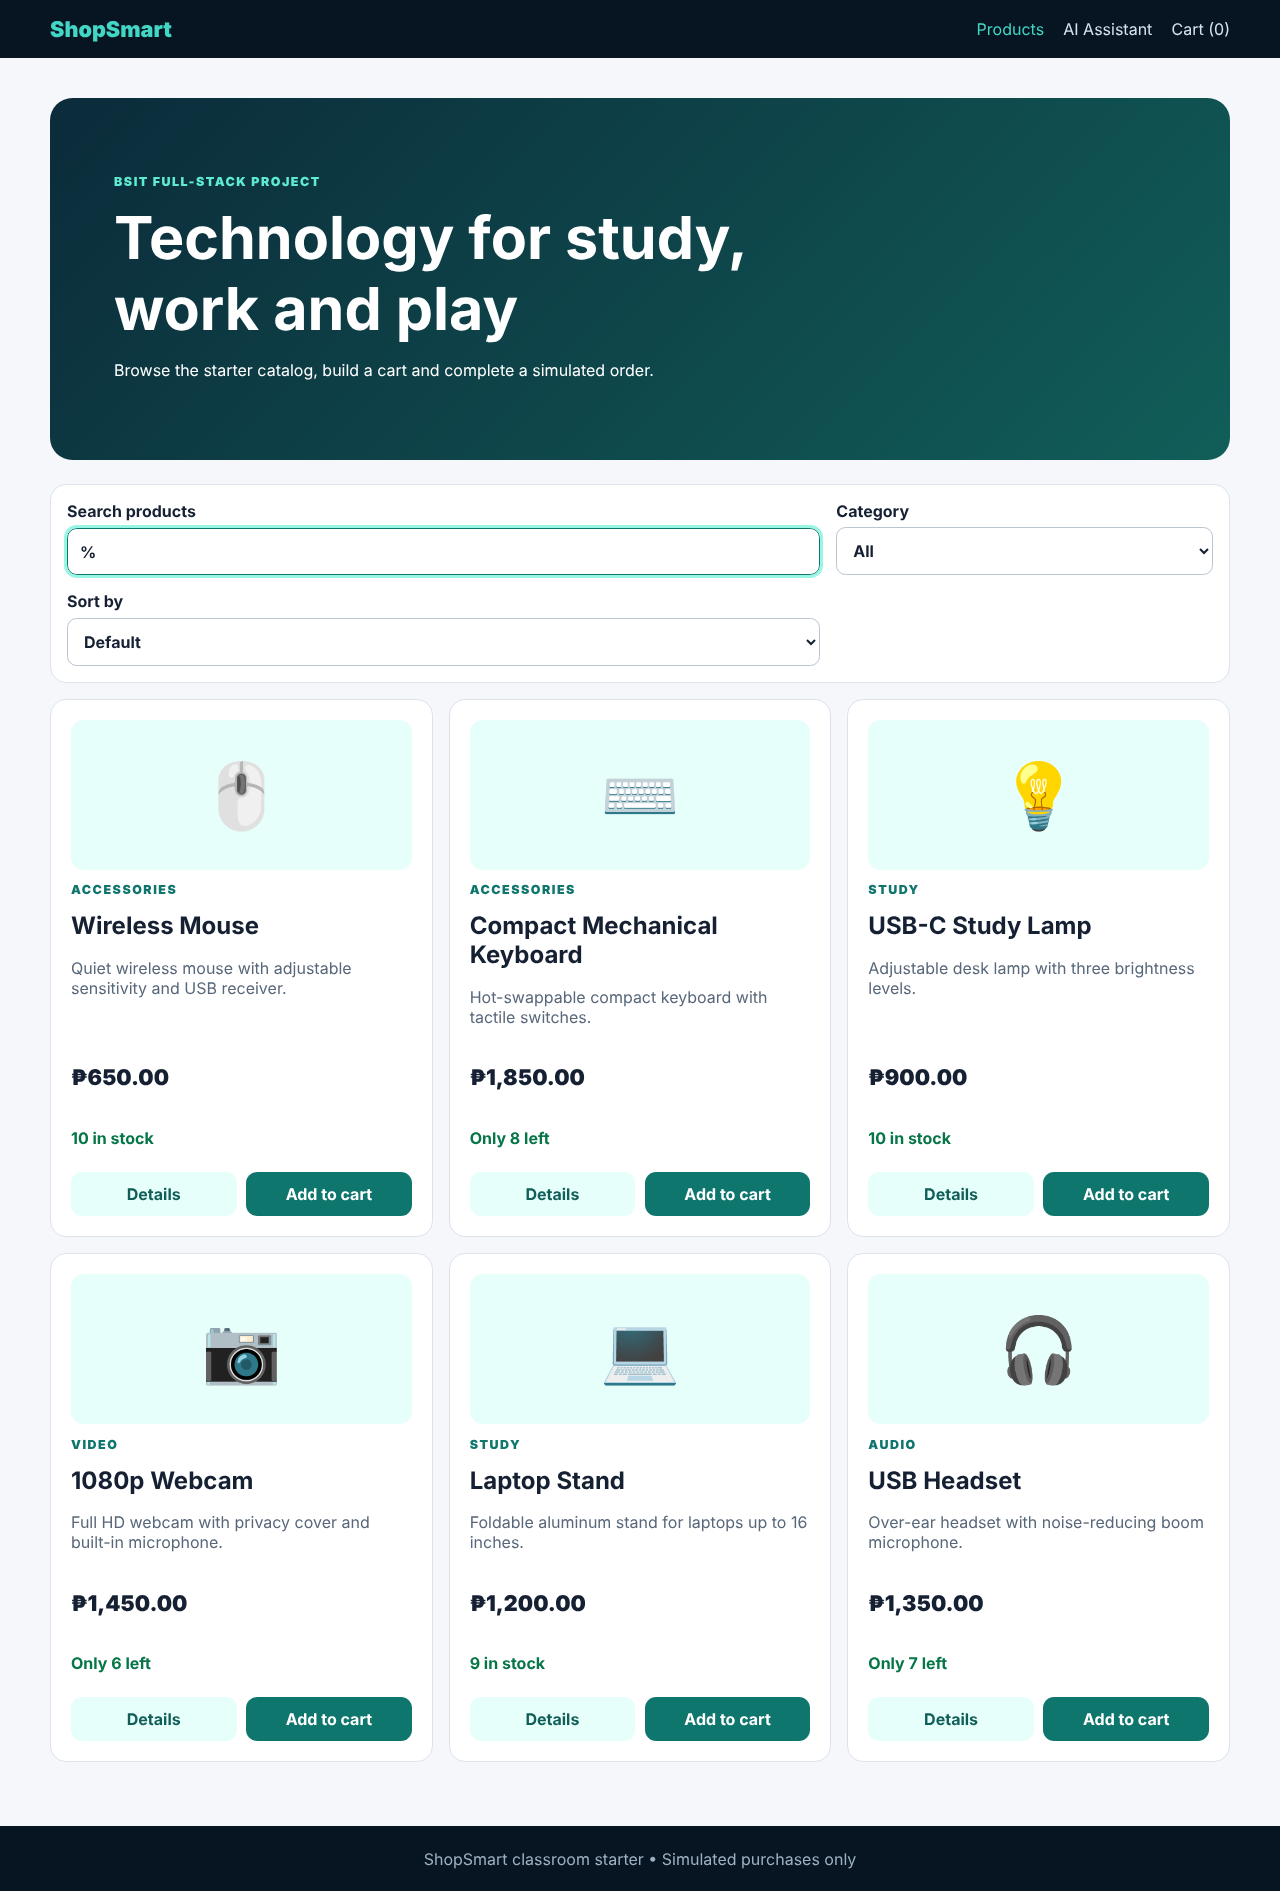 ShopSmart
Products AI Assistant Cart (0)
BSIT FULL-STACK PROJECT
Technology for study,
work and play
Browse the starter catalog, build a cart and complete a simulated order.
Search products
%
Category
All
Sort by
Default
ACCESSORIES
Wireless Mouse
Quiet wireless mouse with adjustable
sensitivity and USB receiver.
₱650.00
10 in stock
Details Add to cart
ACCESSORIES
Compact Mechanical
Keyboard
Hot-swappable compact keyboard with
tactile switches.
₱1,850.00
Only 8 left
Details Add to cart
STUDY
USB-C Study Lamp
Adjustable desk lamp with three brightness
levels.
₱900.00
10 in stock
Details Add to cart
VIDEO
1080p Webcam
Full HD webcam with privacy cover and
built-in microphone.
₱1,450.00
Only 6 left
Details Add to cart
STUDY
Laptop Stand
Foldable aluminum stand for laptops up to 16
inches.
₱1,200.00
9 in stock
Details Add to cart
AUDIO
USB Headset
Over-ear headset with noise-reducing boom
microphone.
₱1,350.00
Only 7 left
Details Add to cart
ShopSmart classroom starter • Simulated purchases only